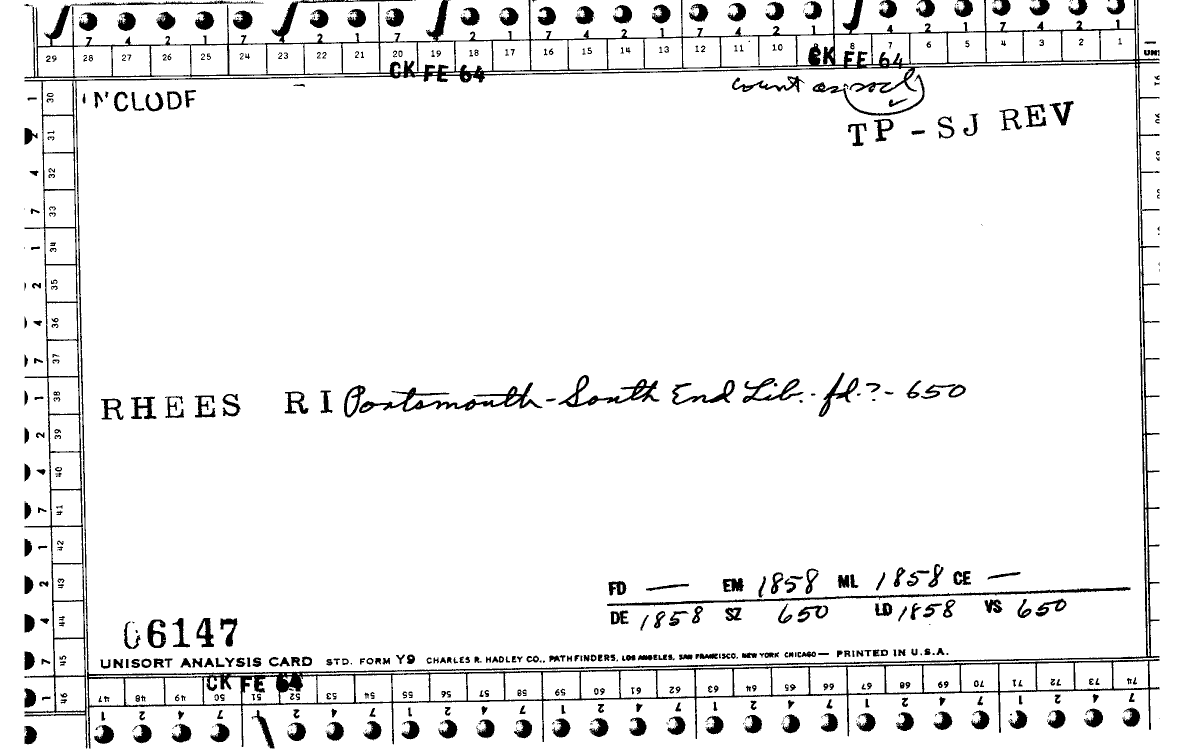 7 4 2 1 7 2 1 7 2 1 7 4 2 1 7 4 2 1 4 2 1 7 4 2 1
29 28 27 26 25 24 23 22 21 20 19 18 17 16 15 14 13 12 11 10 9 8 7 6 5 4 3 2 1
CK FE 64 CK FE 64
INCLUDE count as socl
TP - SJ REV
1 30
2 31
4 32
7 33
1 34
2 35
4 36
7 37
1 38
RHEES RI Portsmouth - South End Lib. - fd.? - 650
2 39
4 40
7 41
1 42
2 43
FD — EM 1858 ML 1858 CE —
4 44
DE 1858 SZ 650 LD 1858 VS 650
06147
7 45
UNISORT ANALYSIS CARD STD. FORM Y9 CHARLES R. HADLEY CO., PATHFINDERS, LOS ANGELES, SAN FRANCISCO, NEW YORK CHICAGO — PRINTED IN U.S.A.
1 46
CK FE 64
47 48 49 50 51 52 53 54 55 56 57 58 59 60 61 62 63 64 65 66 67 68 69 70 71 72 73 74
1 2 4 7 2 4 7 1 2 4 7 1 2 4 7 1 2 4 7 1 2 4 7 1 2 4 7